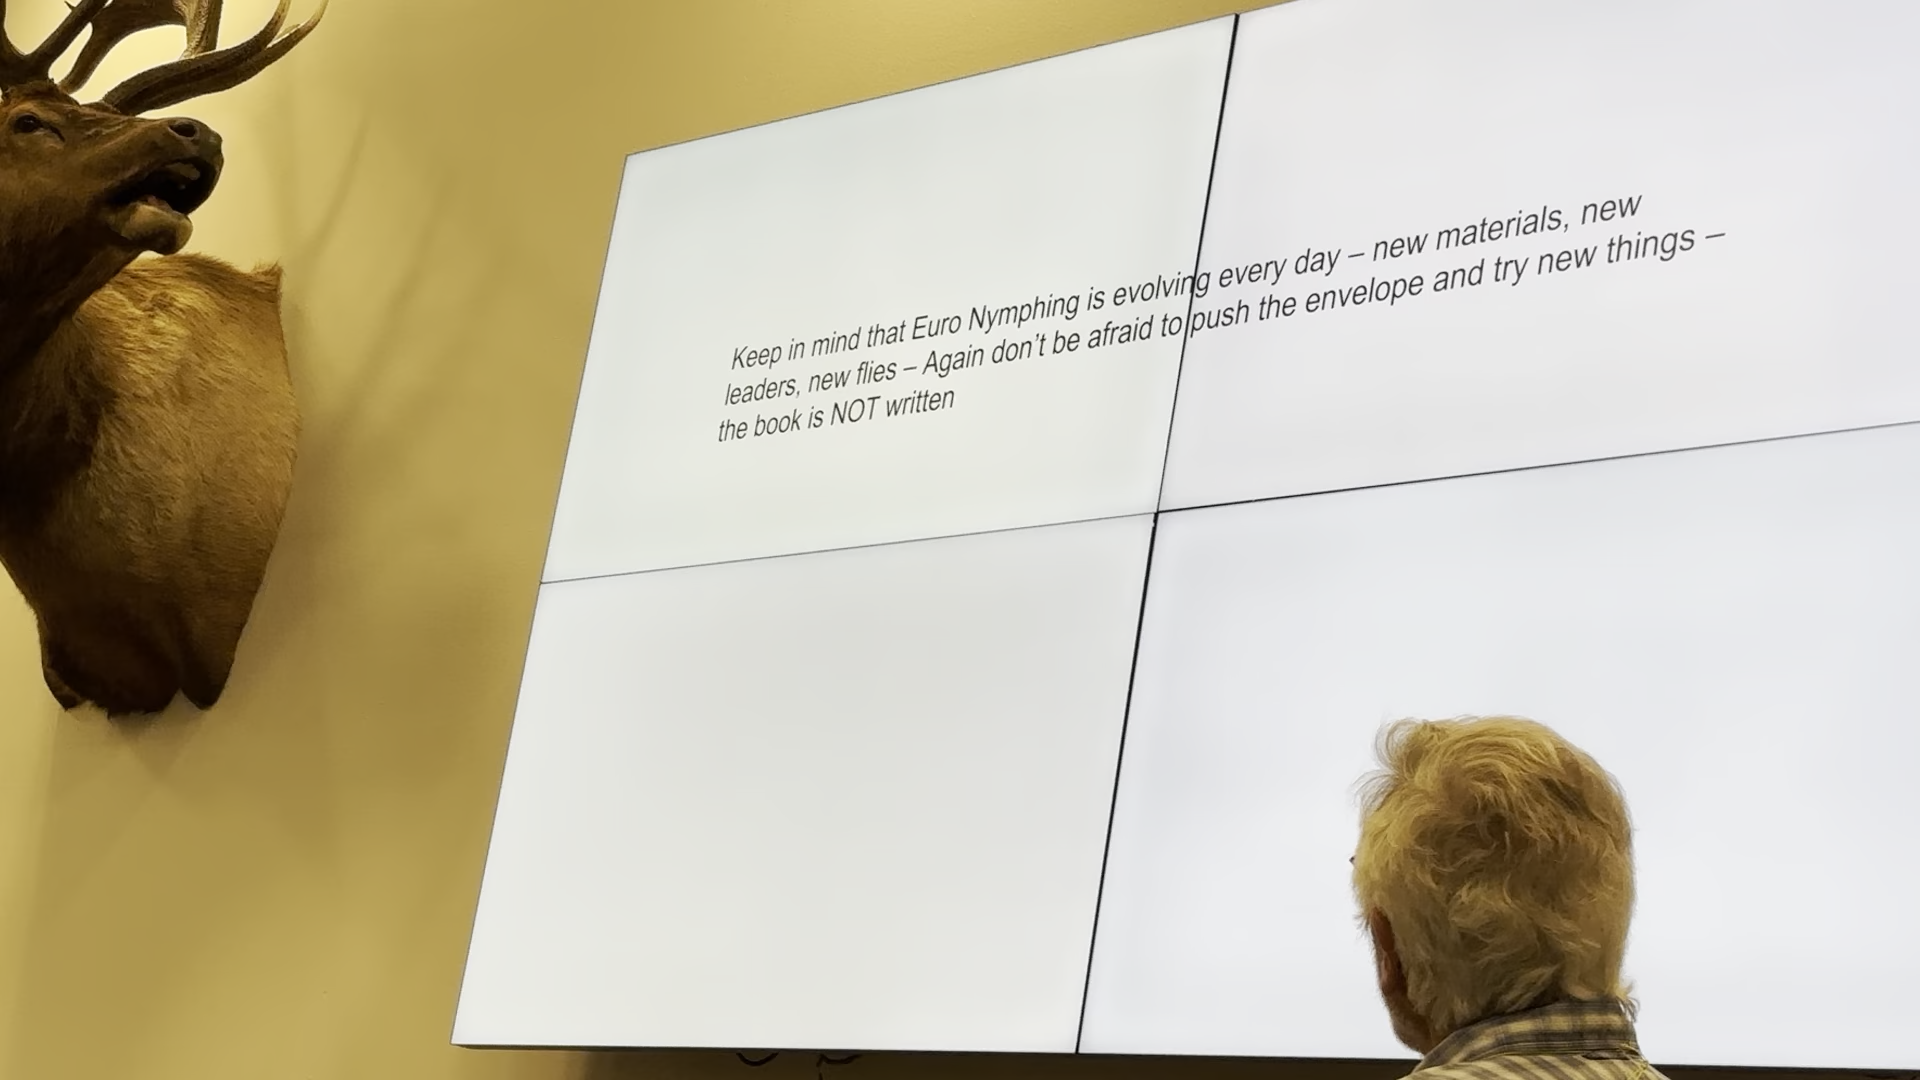 Keep in mind that Euro Nymphing is evolving every day – new materials, new
leaders, new flies – Again don't be afraid to push the envelope and try new things –
the book is NOT written